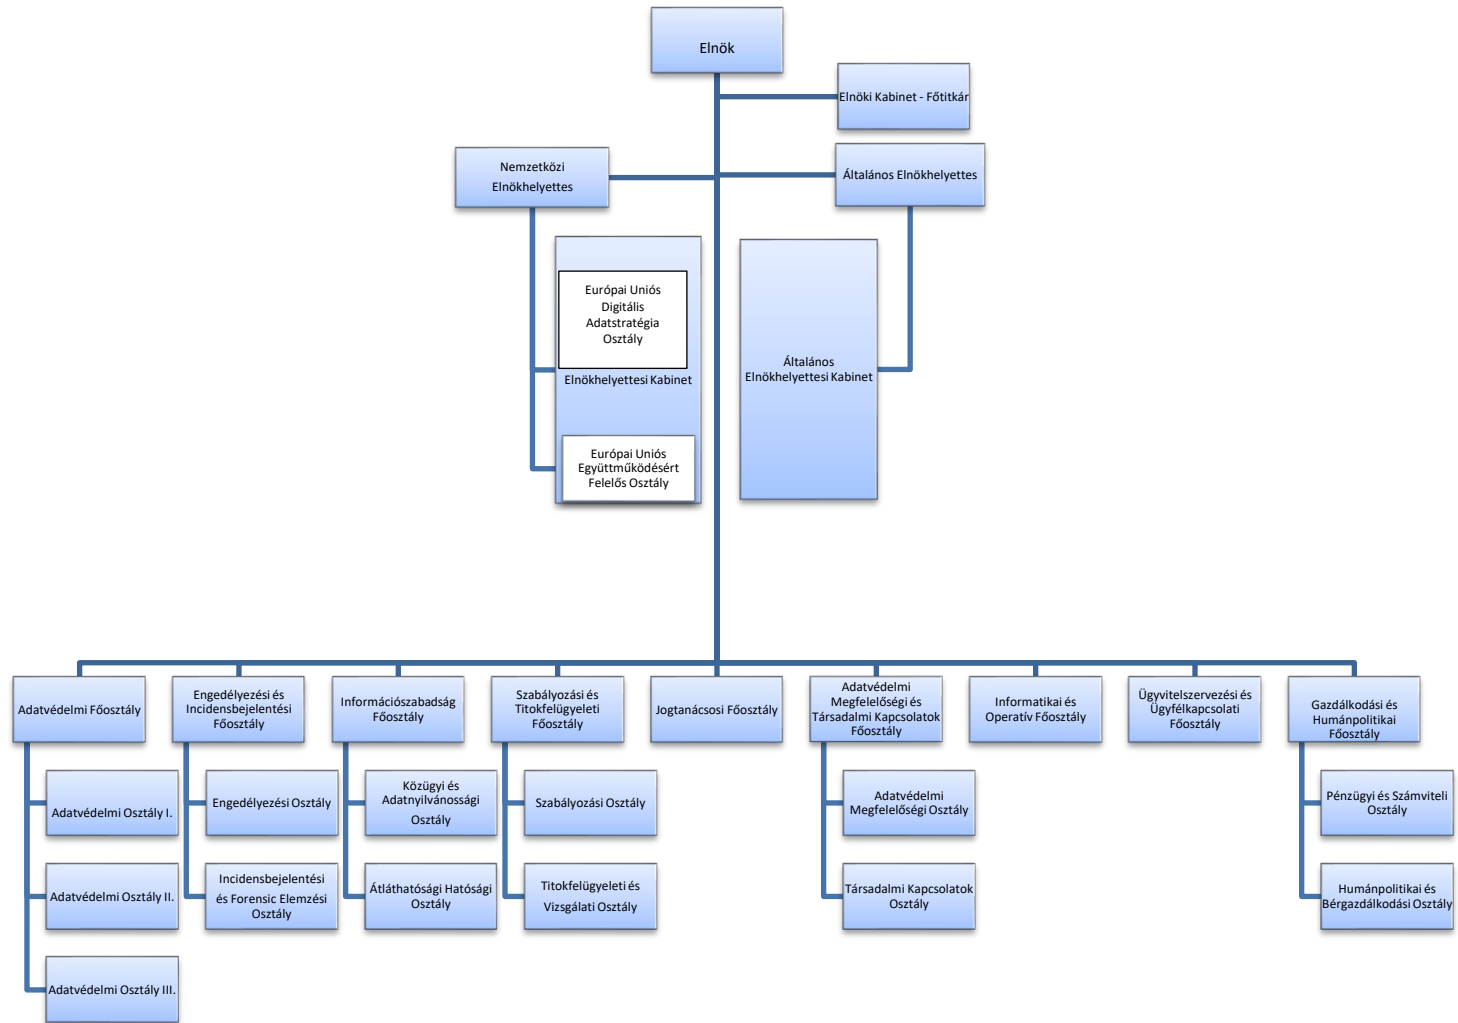 Elnök
Elnöki Kabinet - Főtitkár
Nemzetközi
Elnökhelyettes
Általános Elnökhelyettes
Európai Uniós
Digitális
Adatstratégia
Osztály
Elnökhelyettesi Kabinet
Európai Uniós
Együttműködésért
Felelős Osztály
Általános
Elnökhelyettesi Kabinet
Adatvédelmi Főosztály
Engedélyezési és
Incidensbejelentési
Főosztály
Információszabadság
Főosztály
Szabályozási és
Titokfelügyeleti
Főosztály
Jogtanácsosi Főosztály
Adatvédelmi
Megfelelőségi és
Társadalmi Kapcsolatok
Főosztály
Informatikai és
Operatív Főosztály
Ügyvitelszervezési és
Ügyfélkapcsolati
Főosztály
Gazdálkodási és
Humánpolitikai
Főosztály
Adatvédelmi Osztály I.
Engedélyezési Osztály
Közügyi és
Adatnyilvánossági
Osztály
Szabályozási Osztály
Adatvédelmi
Megfelelőségi Osztály
Pénzügyi és Számviteli
Osztály
Adatvédelmi Osztály II.
Incidensbejelentési
és Forensic Elemzési
Osztály
Átláthatósági Hatósági
Osztály
Titokfelügyeleti és
Vizsgálati Osztály
Társadalmi Kapcsolatok
Osztály
Humánpolitikai és
Bérgazdálkodási Osztály
Adatvédelmi Osztály III.